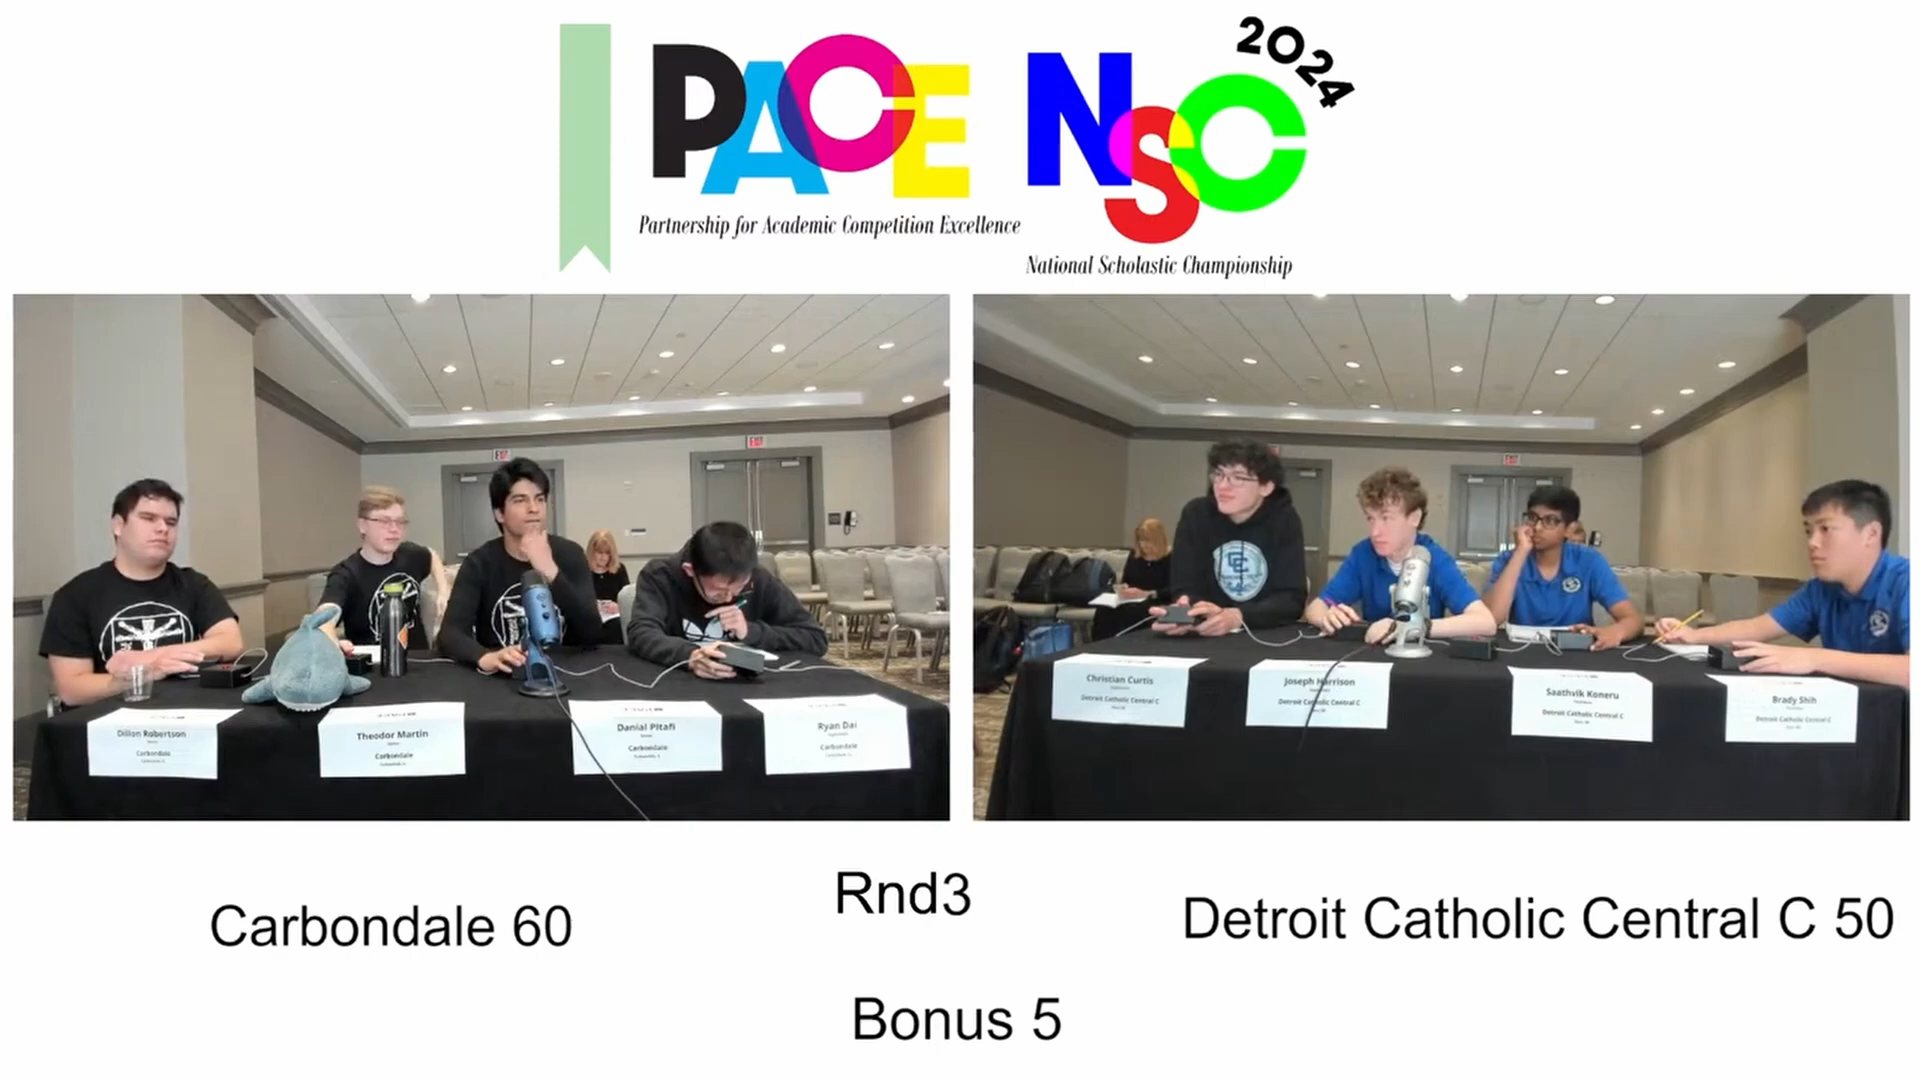 PACE
NSC
2024
Partnership for Academic Competition Excellence
National Scholastic Championship
Dillon Robertson
Carbondale
Theodor Martin
Carbondale
Danial Pitafi
Carbondale
Ryan Dai
Carbondale
Christian Curtis
Detroit Catholic Central C
Joseph Harrison
Detroit Catholic Central C
Saathvik Koneru
Detroit Catholic Central C
Brady Shih
Detroit Catholic Central C
CC
Carbondale 60
Rnd3
Detroit Catholic Central C 50
Bonus 5